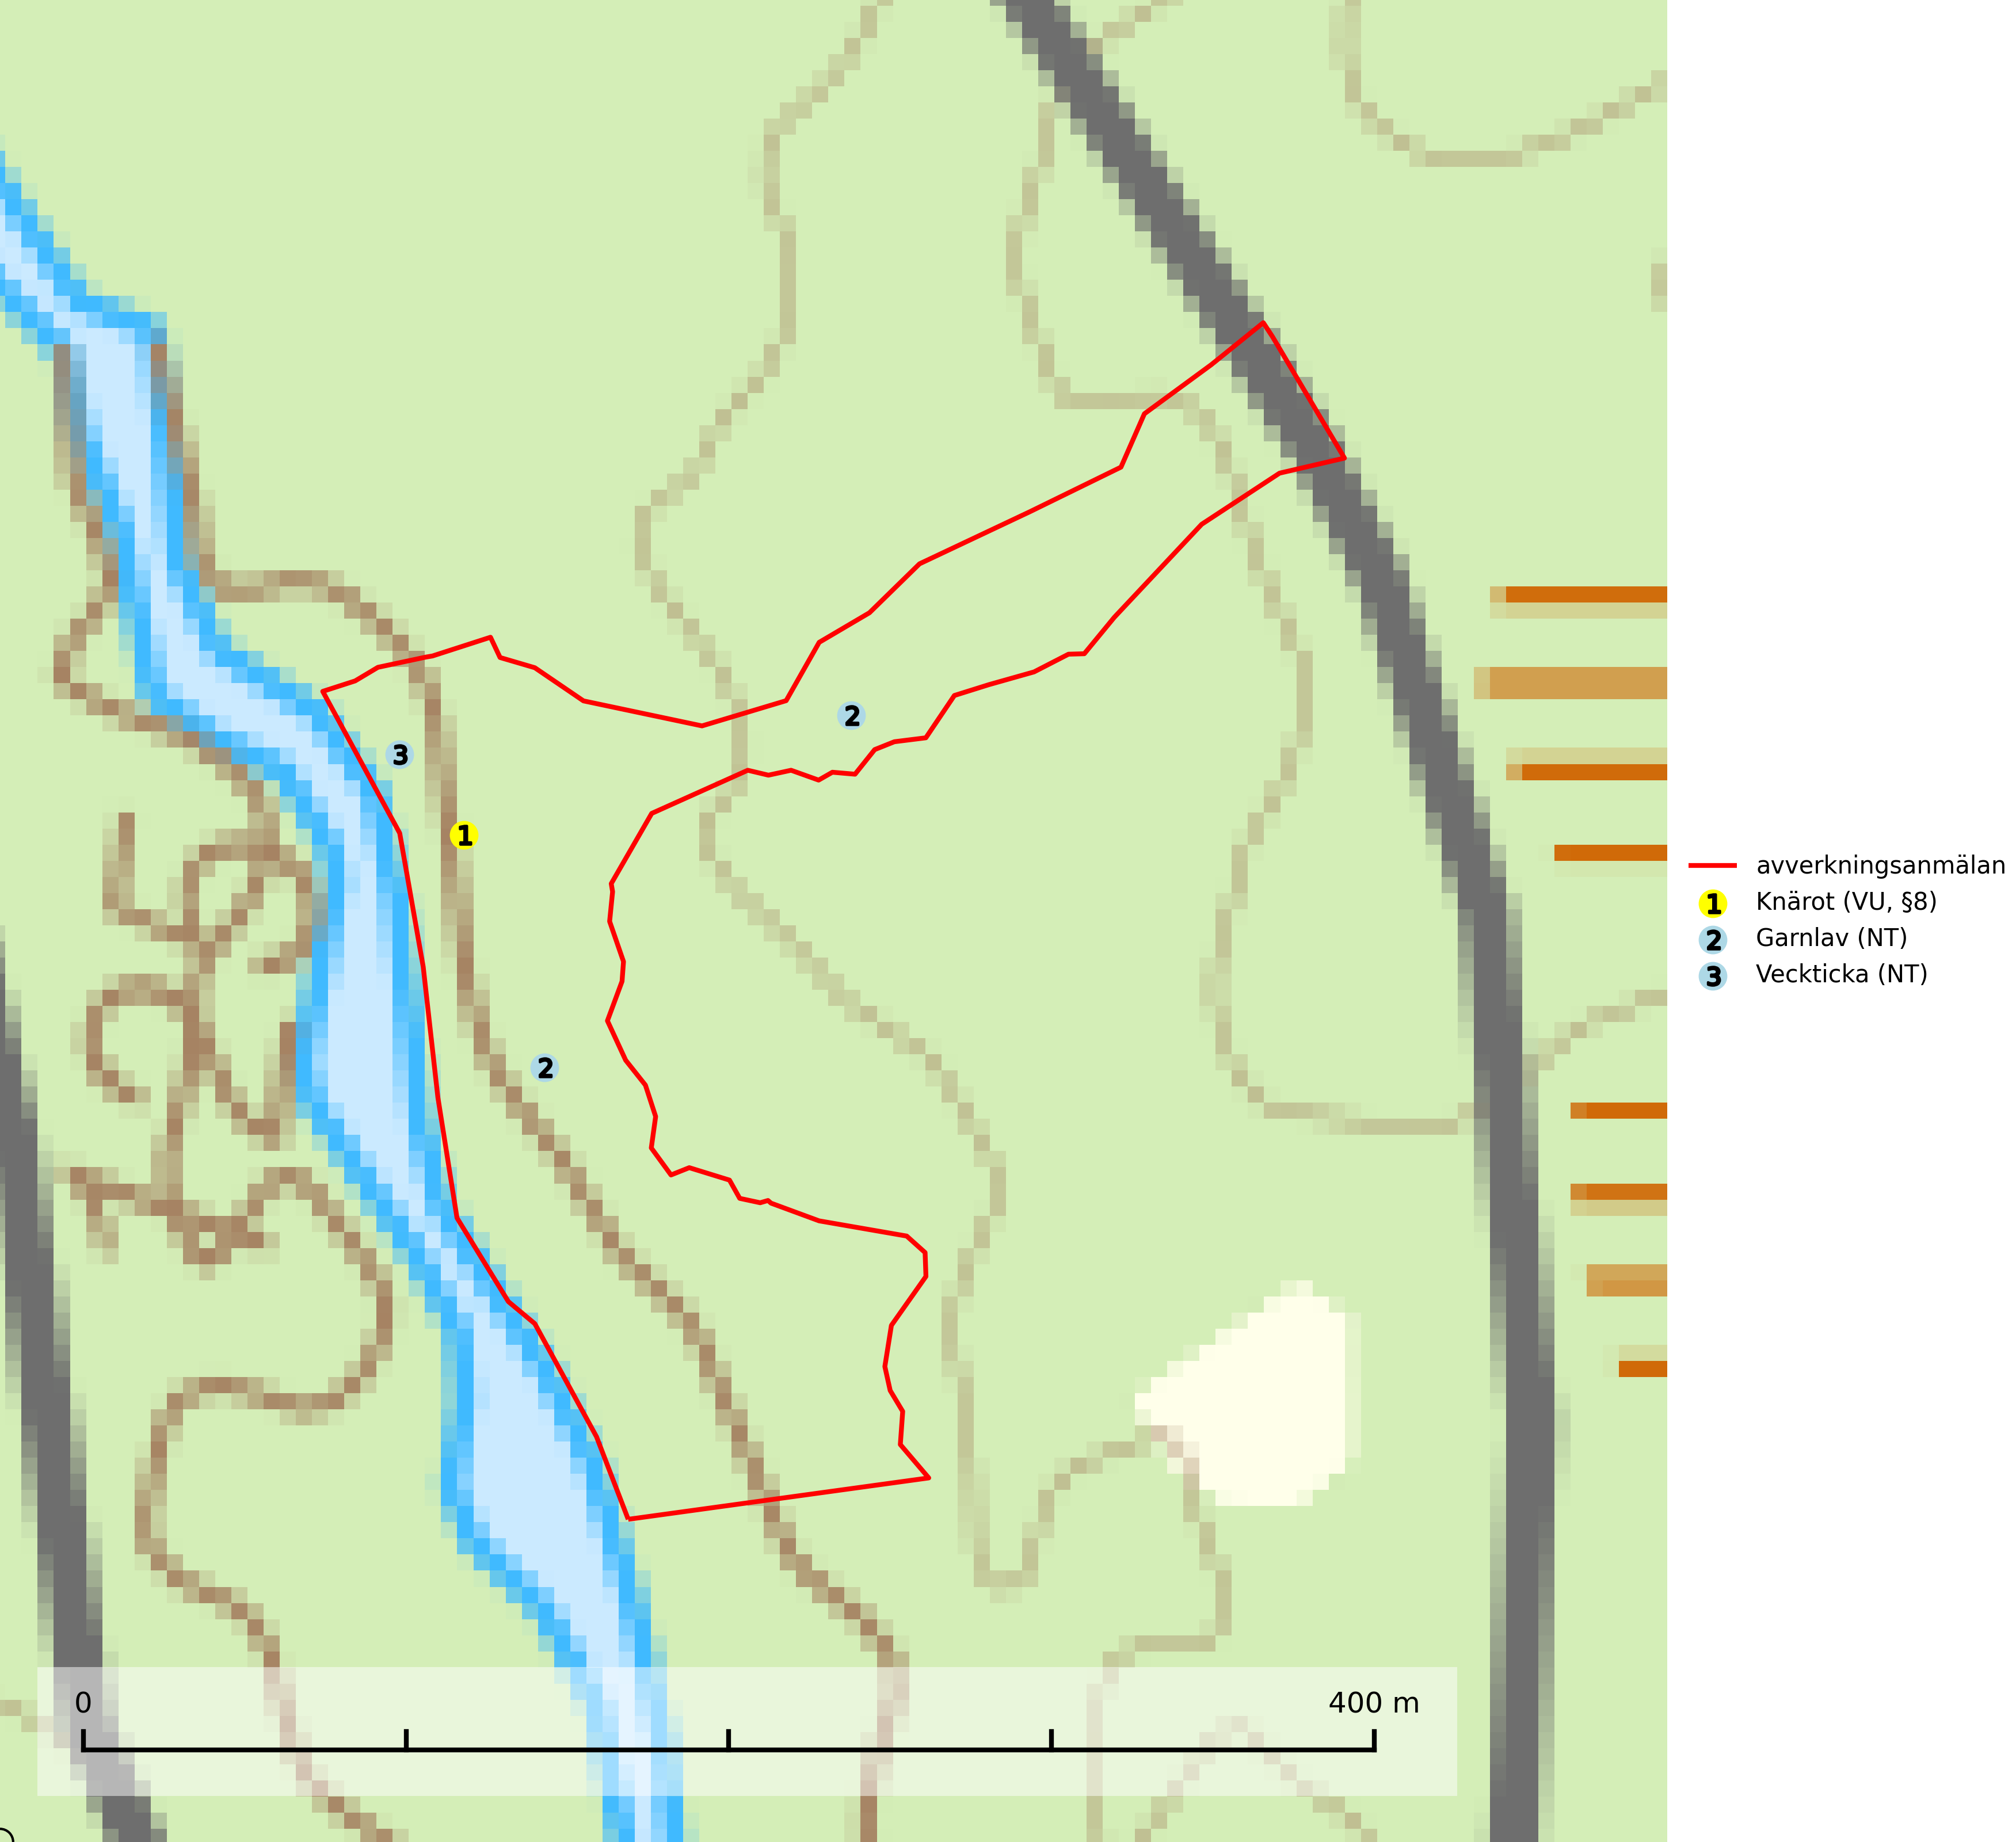 3
2
1
2
avverkningsanmälan
1 Knärot (VU, §8)
2 Garnlav (NT)
3 Veckticka (NT)
0 400 m